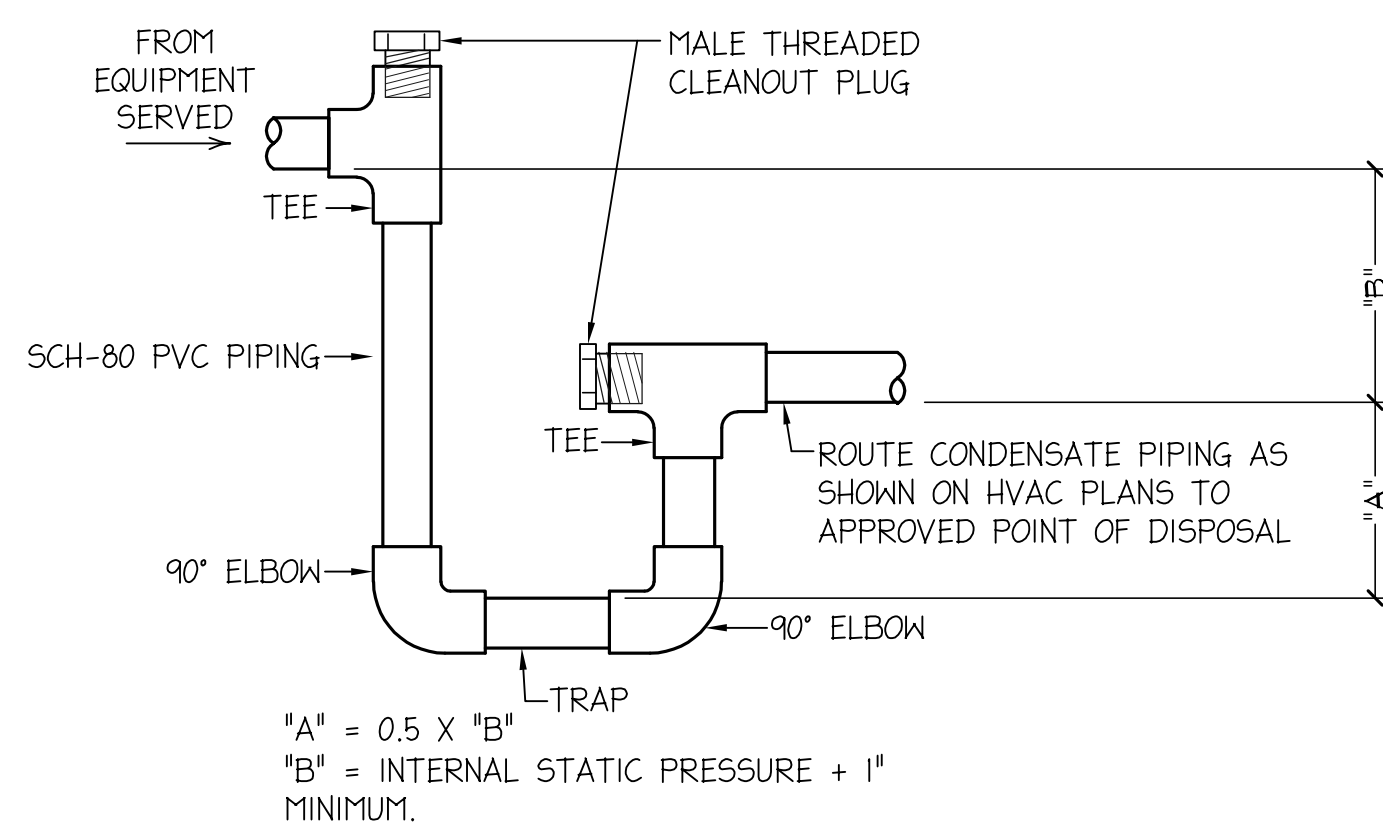 FROM
EQUIPMENT
SERVED
MALE THREADED
CLEANOUT PLUG
TEE
"B"
SCH-80 PVC PIPING
TEE
ROUTE CONDENSATE PIPING AS
SHOWN ON HVAC PLANS TO
APPROVED POINT OF DISPOSAL
"A"
90° ELBOW
90° ELBOW
TRAP
"A" = 0.5 X "B"
"B" = INTERNAL STATIC PRESSURE + 1"
MINIMUM.